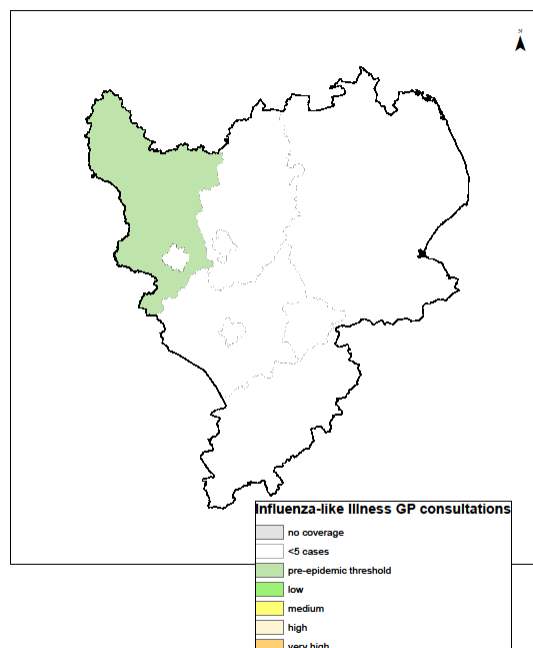 N
Influenza-like Illness GP consultations
no coverage
<5 cases
pre-epidemic threshold
low
medium
high
very high